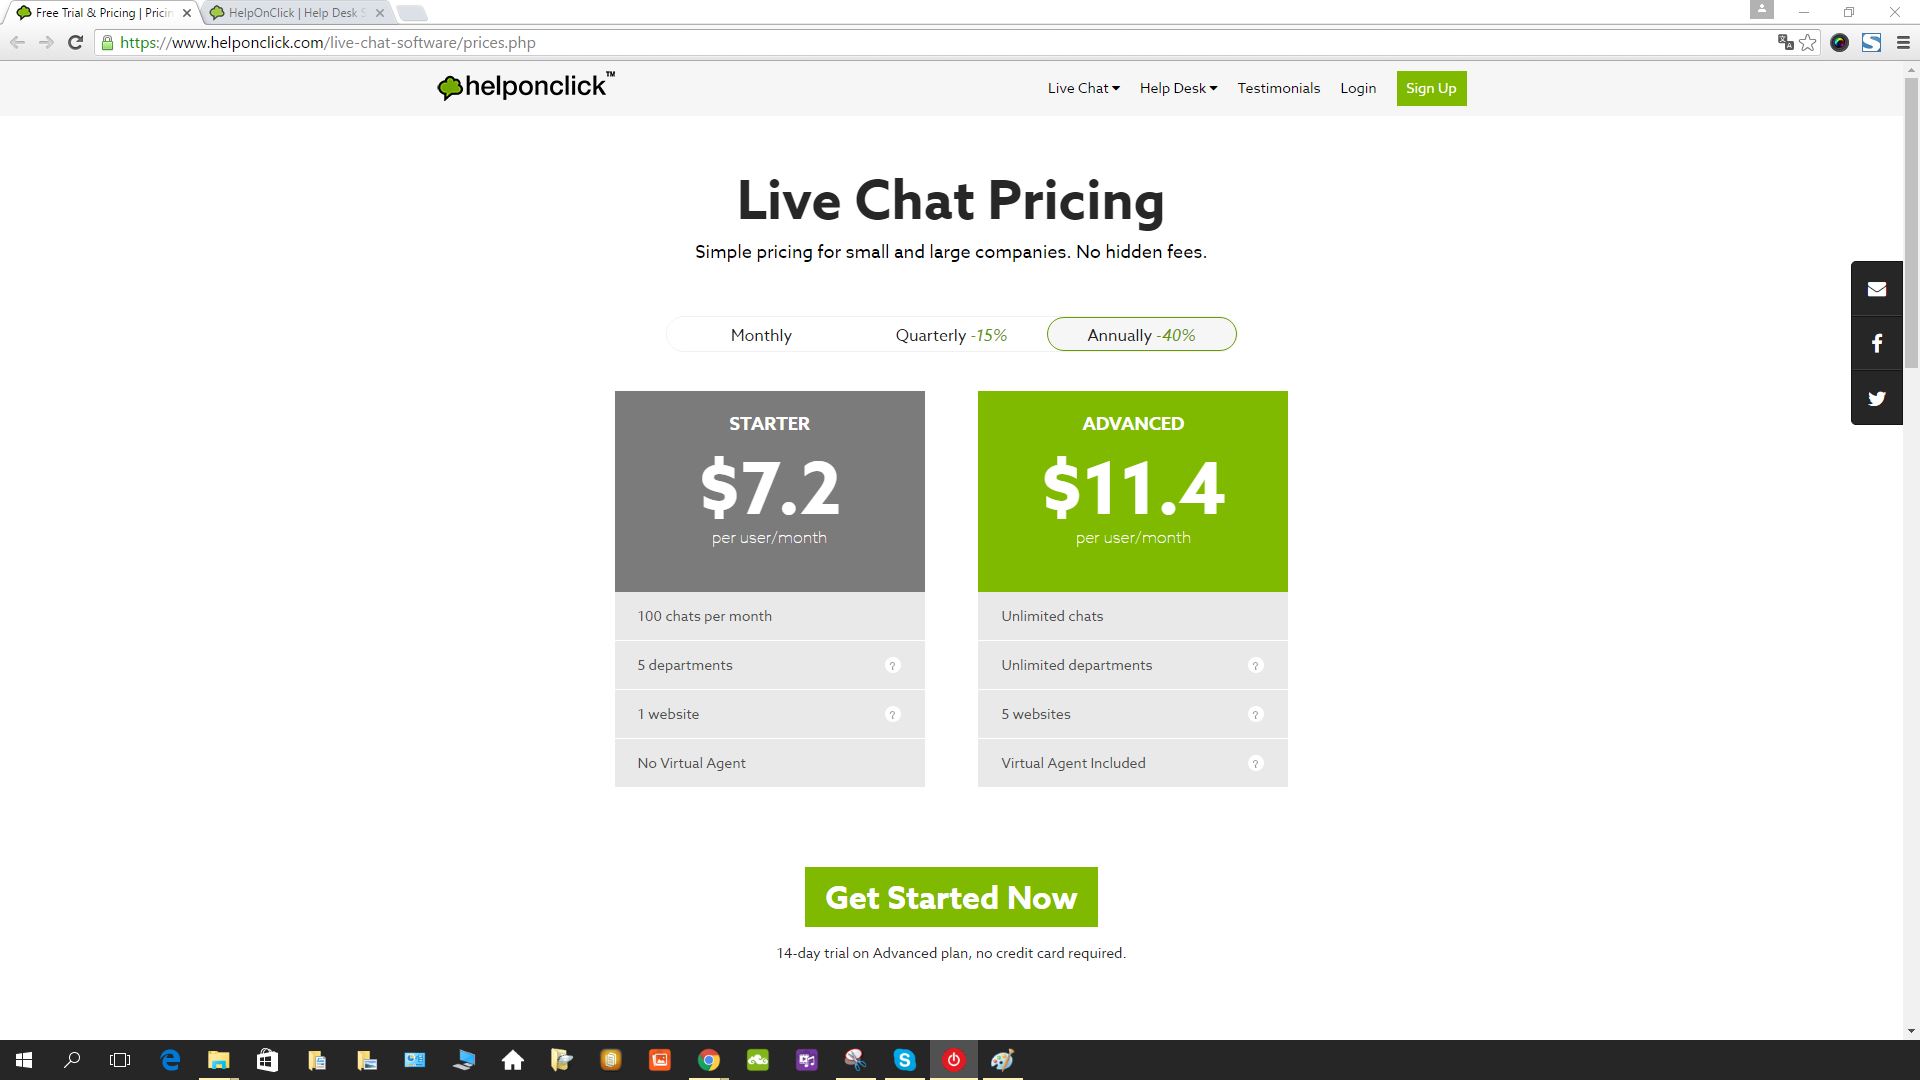 Free Trial & Pricing | Pricin
HelpOnClick | Help Desk S
https://www.helponclick.com/live-chat-software/prices.php
helponclick™
Live Chat
Help Desk
Testimonials
Login
Sign Up
Live Chat Pricing
Simple pricing for small and large companies. No hidden fees.
Monthly
Quarterly -15%
Annually -40%
STARTER
$7.2
per user/month
100 chats per month
5 departments ?
1 website ?
No Virtual Agent
ADVANCED
$11.4
per user/month
Unlimited chats
Unlimited departments ?
5 websites ?
Virtual Agent Included ?
Get Started Now
14-day trial on Advanced plan, no credit card required.